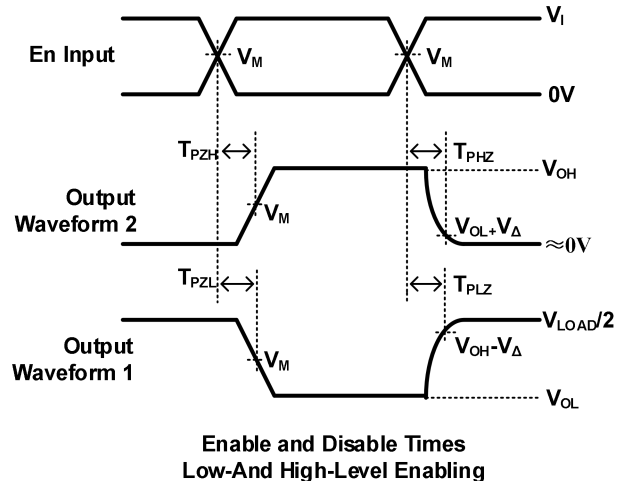 V_I
En Input
V_M
V_M
0V
T_PZH
T_PHZ
V_OH
Output
Waveform 2
V_M
V_OL+V_Δ
≈0V
T_PZL
T_PLZ
V_LOAD/2
Output
Waveform 1
V_M
V_OH-V_Δ
V_OL
Enable and Disable Times
Low-And High-Level Enabling